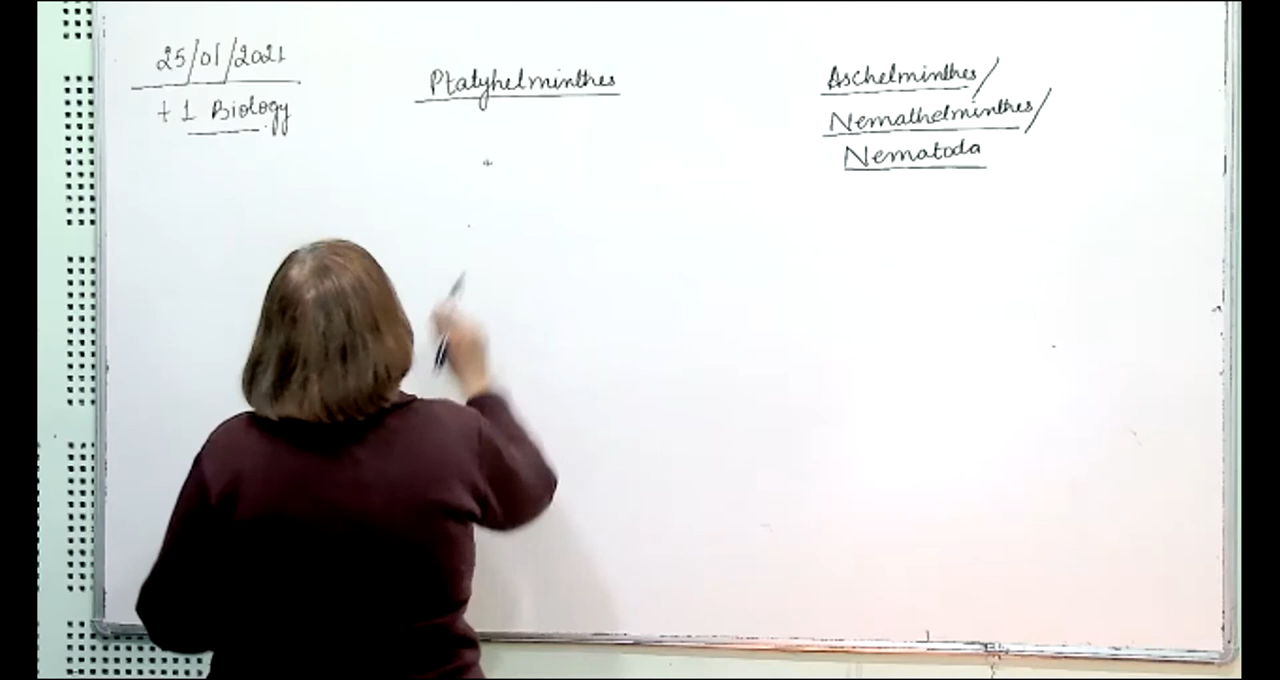 25/01/2021
+1 Biology
Platyhelminthes
Aschelminthes/
Nemathelminthes/
Nematoda